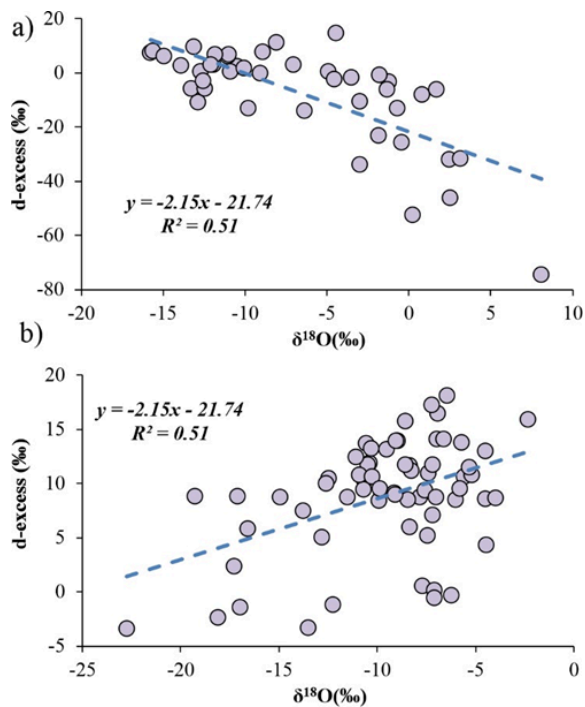 a)
20
0
-20
-40
-60
-80
d-excess (‰)
y = -2.15x - 21.74
R² = 0.51
-20 -15 -10 -5 0 5 10
δ¹⁸O(‰)
b)
20
15
10
5
0
-5
d-excess (‰)
y = -2.15x - 21.74
R² = 0.51
-25 -20 -15 -10 -5 0
δ¹⁸O(‰)